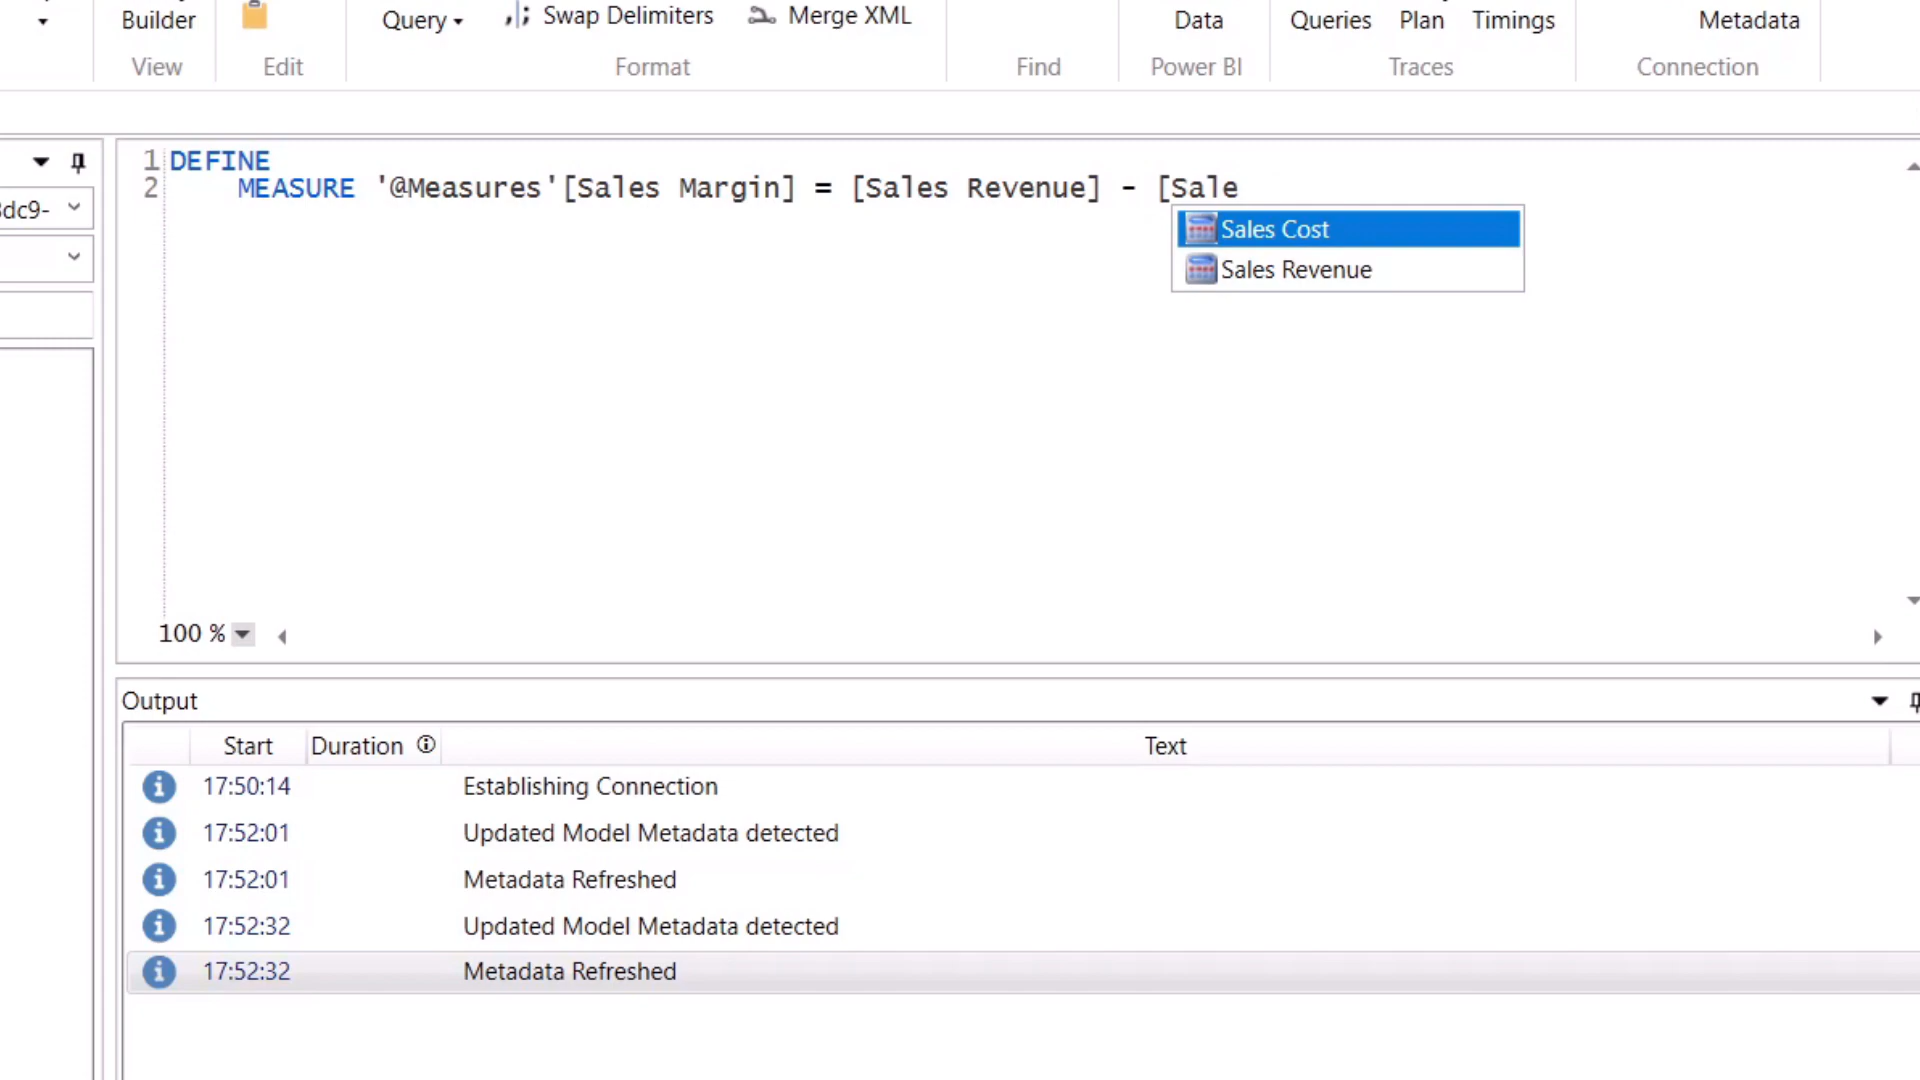 Builder
Query
Swap Delimiters
Merge XML
Data
Queries
Plan
Timings
Metadata
View
Edit
Format
Find
Power BI
Traces
Connection
1 DEFINE
2 MEASURE '@Measures'[Sales Margin] = [Sales Revenue] - [Sale
Sales Cost
Sales Revenue
dc9-
100 %
Output
Start Duration Text
17:50:14 Establishing Connection
17:52:01 Updated Model Metadata detected
17:52:01 Metadata Refreshed
17:52:32 Updated Model Metadata detected
17:52:32 Metadata Refreshed